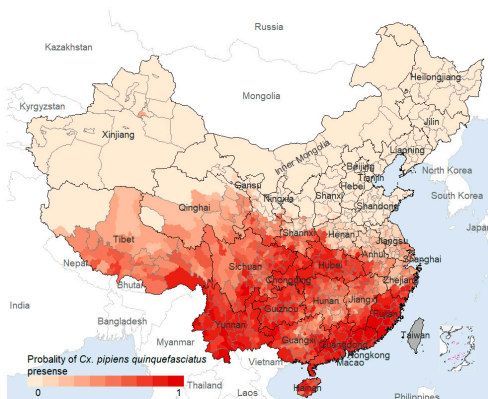 Russia
Kazakhstan
Heilongjiang
Mongolia
Kyrgyzstan
Jilin
Xinjiang
Liaoning
Inner Mongolia
Beijing
North Korea
Tianjin
Gansu
Hebei
Ningxia
Shanxi
South Korea
Qinghai
Shandong
Japan
Shannxi
Henan
Jiangsu
Tibet
Anhui
Shanghai
Nepal
Sichuan
Hubei
Chongqing
Zhejiang
Bhutan
Hunan
Jiangxi
India
Guizhou
Fujian
Bangladesh
Yunnan
Taiwan
Guangxi
Guangdong
Myanmar
Hongkong
Macao
Probality of Cx. pipiens quinquefasciatus
presense
Vietnam
0
1
Thailand
Laos
Hainan
Philippines